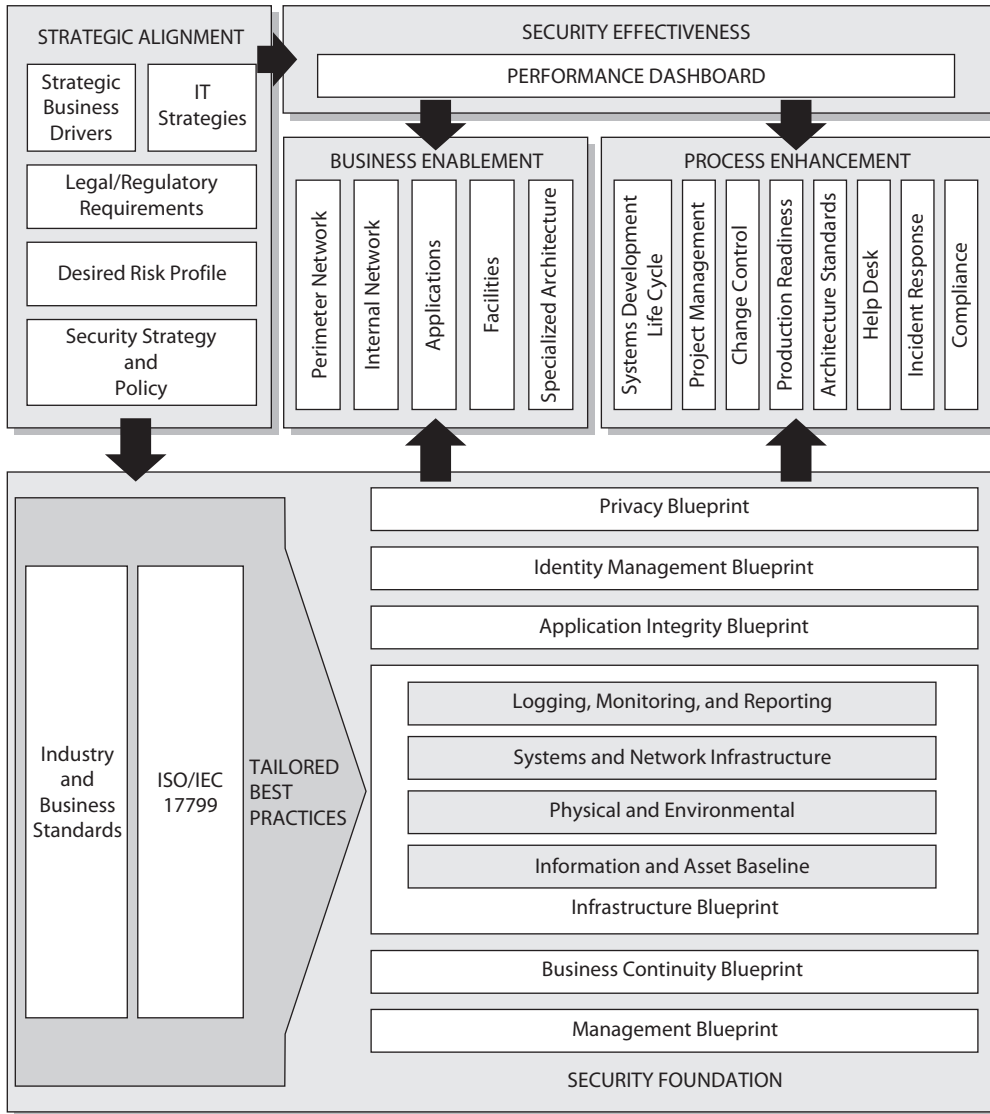 STRATEGIC ALIGNMENT
Strategic
Business
Drivers
IT
Strategies
Legal/Regulatory
Requirements
Desired Risk Profile
Security Strategy
and
Policy
SECURITY EFFECTIVENESS
PERFORMANCE DASHBOARD
BUSINESS ENABLEMENT
Perimeter Network
Internal Network
Applications
Facilities
Specialized Architecture
PROCESS ENHANCEMENT
Systems Development
Life Cycle
Project Management
Change Control
Production Readiness
Architecture Standards
Help Desk
Incident Response
Compliance
Industry
and
Business
Standards
ISO/IEC
17799
TAILORED
BEST
PRACTICES
Privacy Blueprint
Identity Management Blueprint
Application Integrity Blueprint
Logging, Monitoring, and Reporting
Systems and Network Infrastructure
Physical and Environmental
Information and Asset Baseline
Infrastructure Blueprint
Business Continuity Blueprint
Management Blueprint
SECURITY FOUNDATION